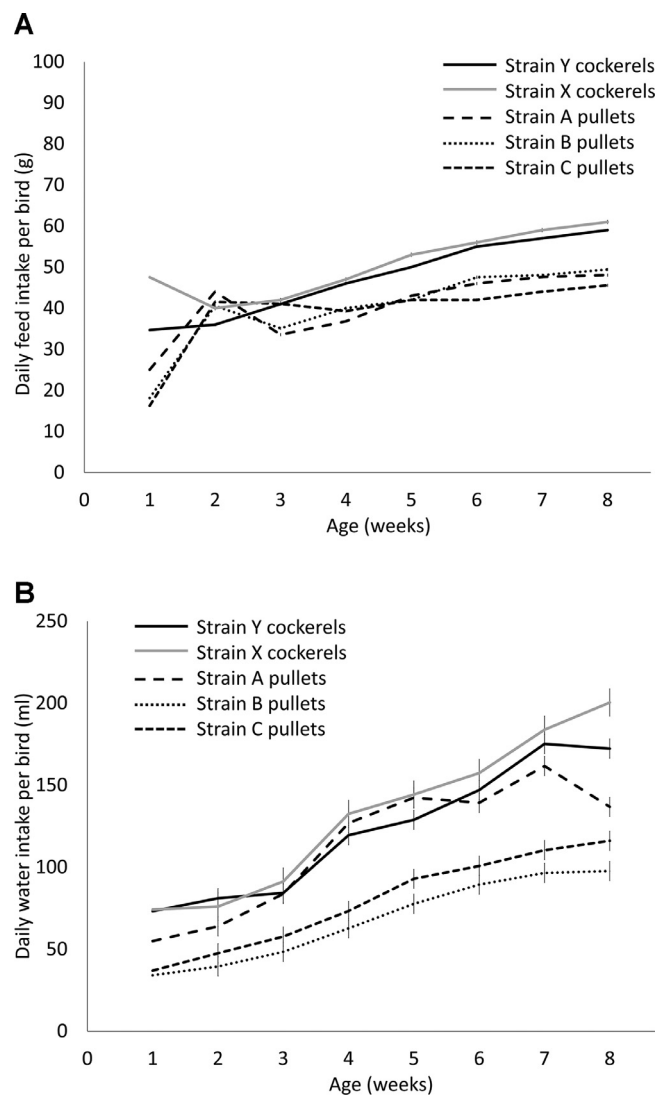 A
100
90
80
70
60
50
40
30
20
10
0
Daily feed intake per bird (g)
Strain Y cockerels
Strain X cockerels
Strain A pullets
Strain B pullets
Strain C pullets
0 1 2 3 4 5 6 7 8
Age (weeks)
B
250
200
150
100
50
0
Daily water intake per bird (ml)
Strain Y cockerels
Strain X cockerels
Strain A pullets
Strain B pullets
Strain C pullets
0 1 2 3 4 5 6 7 8
Age (weeks)